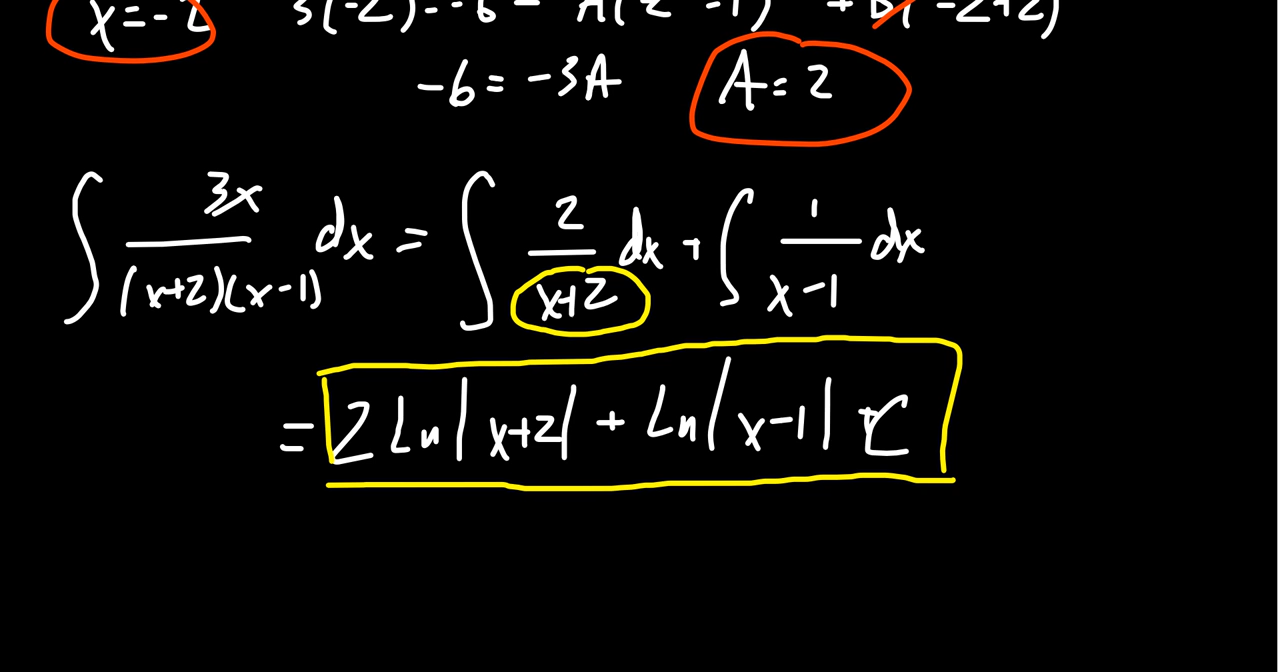 x = -2 3(-2) = -6 = A(-2 -1) + B(-2+2)
-6 = -3A A = 2
∫ 3x/((x+2)(x-1)) dx = ∫ 2/(x+2) dx + ∫ 1/(x-1) dx
= 2 Ln|x+2| + Ln|x-1| + C